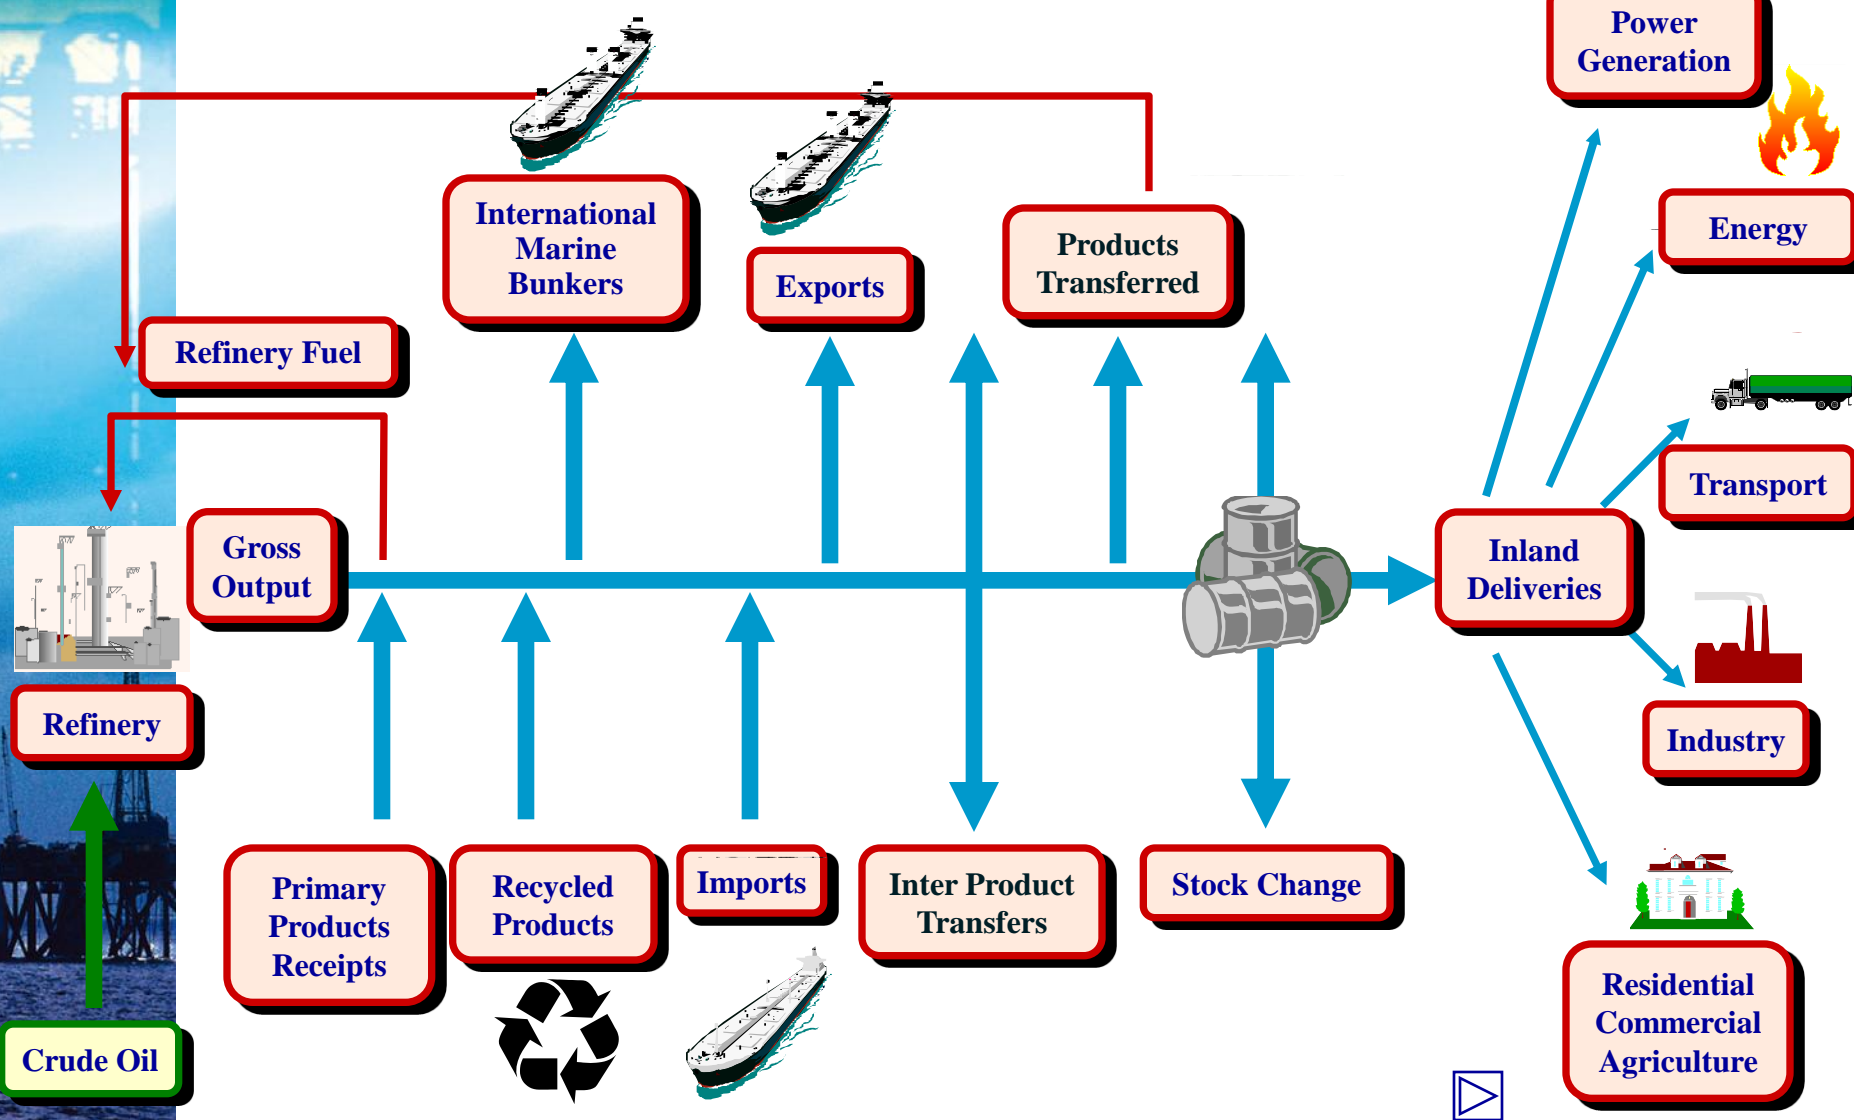 Power
Generation
Energy
International
Marine
Bunkers
Exports
Products
Transferred
Refinery Fuel
Transport
Gross
Output
Inland
Deliveries
Refinery
Industry
Primary
Products
Receipts
Recycled
Products
Imports
Inter Product
Transfers
Stock Change
Residential
Commercial
Agriculture
Crude Oil